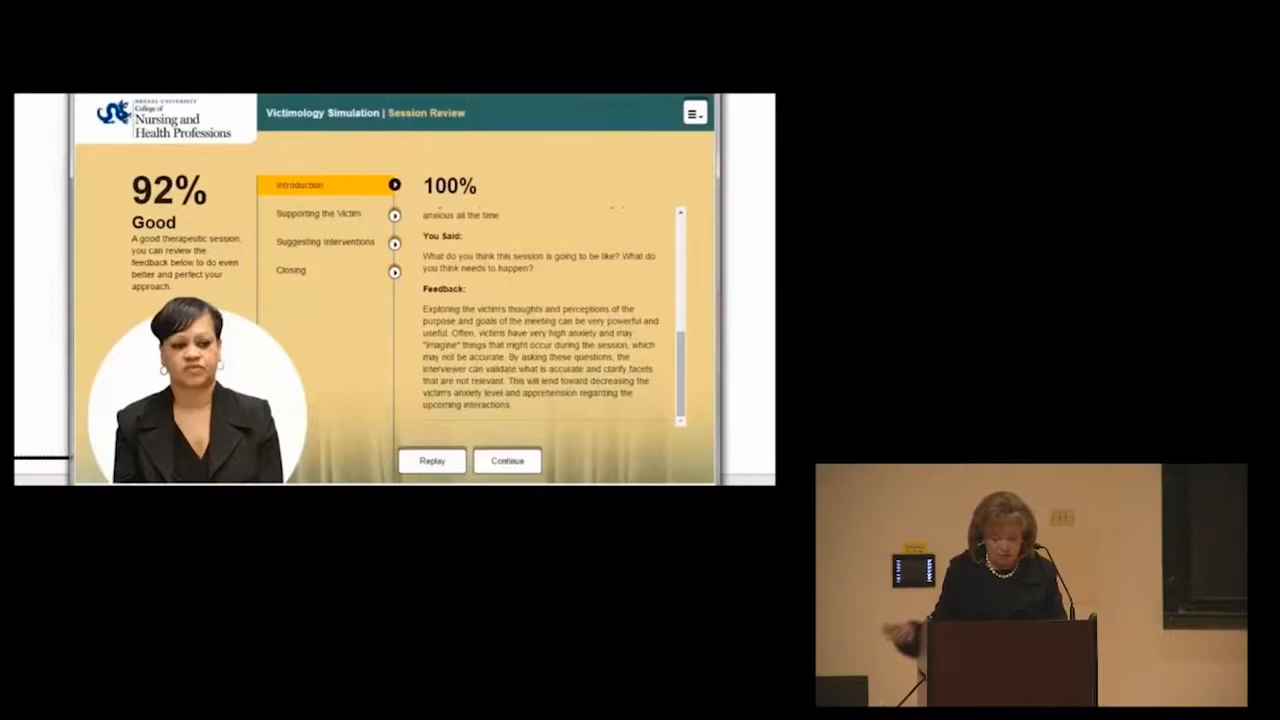 DREXEL UNIVERSITY
College of
Nursing and
Health Professions
Victimology Simulation | Session Review
92%
Good
A good therapeutic session,
you can review the
feedback below to do even
better and perfect your
approach.
Introduction
Supporting the Victim
Suggesting Interventions
Closing
100%
anxious all the time
You Said:
What do you think this session is going to be like? What do
you think needs to happen?
Feedback:
Exploring the victim's thoughts and perceptions of the
purpose and goals of the meeting can be very powerful and
useful. Often, victims have very high anxiety and may
"imagine" things that might occur during the session, which
may not be accurate. By asking these questions, the
interviewer can validate what is accurate and clarify facets
that are not relevant. This will lend toward decreasing the
victim's anxiety level and apprehension regarding the
upcoming interactions.
Replay
Continue